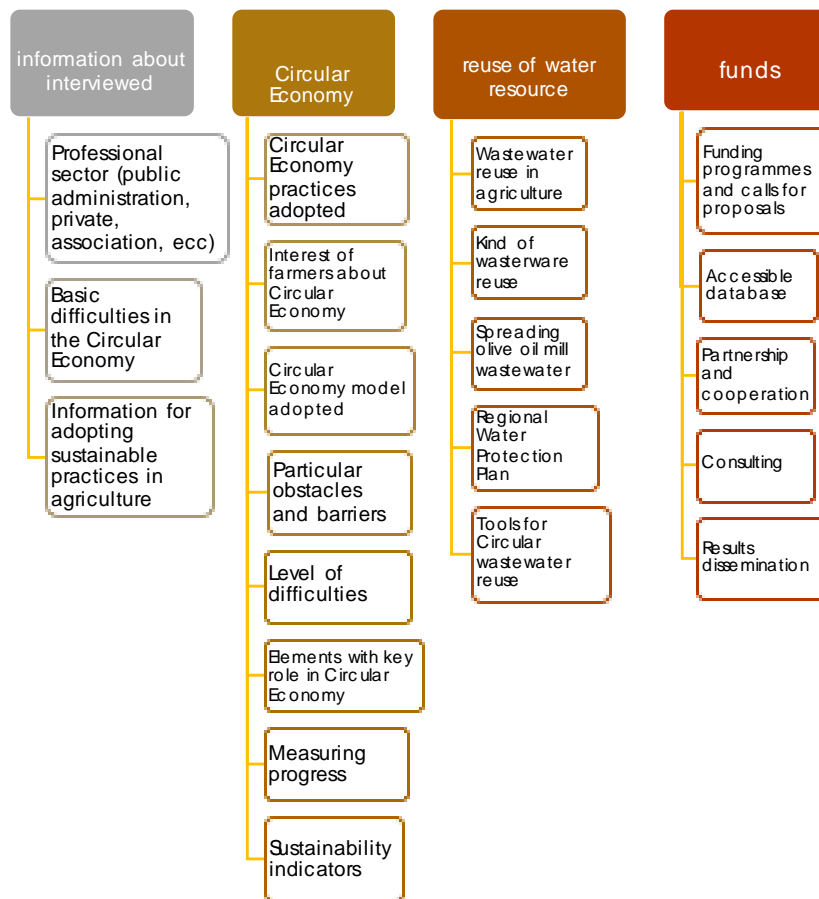 information about
interviewed
Professional
sector (public
administration,
private,
association, ecc)
Basic
difficulties in
the Circular
Economy
Information for
adopting
sustainable
practices in
agriculture
Circular
Economy
Circular
Economy
practices
adopted
Interest of
farmers about
Circular
Economy
Circular
Economy model
adopted
Particular
obstacles
and barriers
Level of
difficulties
Elements with key
role in Circular
Economy
Measuring
progress
Sustainability
indicators
reuse of water
resource
Wastewater
reuse in
agriculture
Kind of
wasterware
reuse
Spreading
olive oil mill
wastewater
Regional
Water
Protection
Plan
Tools for
Circular
wastewater
reuse
funds
Funding
programmes
and calls for
proposals
Accessible
database
Partnership
and
cooperation
Consulting
Results
dissemination